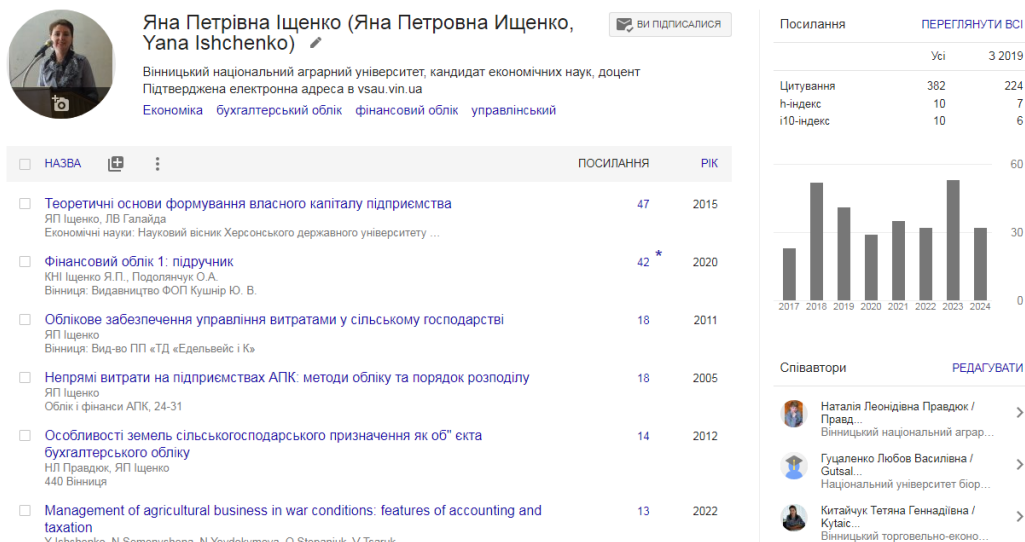 Яна Петрівна Іщенко (Яна Петровна Ищенко,
Yana Ishchenko)
ВИ ПІДПИСАЛИСЯ
Вінницький національний аграрний університет, кандидат економічних наук, доцент
Підтверджена електронна адреса в vsau.vin.ua
Економіка бухгалтерський облік фінансовий облік управлінський
НАЗВА ПОСИЛАННЯ РІК
Теоретичні основи формування власного капіталу підприємства 47 2015
ЯП Іщенко, ЛВ Галайда
Економічні науки: Науковий вісник Херсонського державного університету ...
Фінансовий облік 1: підручник 42 * 2020
КНІ Іщенко Я.П., Подолянчук О.А.
Вінниця: Видавництво ФОП Кушнір Ю. В.
Облікове забезпечення управління витратами у сільському господарстві 18 2011
ЯП Іщенко
Вінниця: Вид-во ПП «ТД «Едельвейс і К»
Непрямі витрати на підприємствах АПК: методи обліку та порядок розподілу 18 2005
ЯП Іщенко
Облік і фінанси АПК, 24-31
Особливості земель сільськогосподарського призначення як об" єкта
бухгалтерського обліку 14 2012
НЛ Правдюк, ЯП Іщенко
440 Вінниця
Management of agricultural business in war conditions: features of accounting and
taxation 13 2022
Y Ishchenko, N Semenyshena, N Yevdokymova, O Stepaniuk, V Tsaruk
Посилання ПЕРЕГЛЯНУТИ ВСІ
Усі З 2019
Цитування 382 224
h-індекс 10 7
i10-індекс 10 6
60
30
0
2017 2018 2019 2020 2021 2022 2023 2024
Співавтори РЕДАГУВАТИ
Наталія Леонідівна Правдюк /
Правд...
Вінницький національний аграр...
Гуцаленко Любов Василівна /
Gutsal...
Національний університет біор...
Китайчук Тетяна Геннадіївна /
Kytaic...
Вінницький торговельно-еконо...